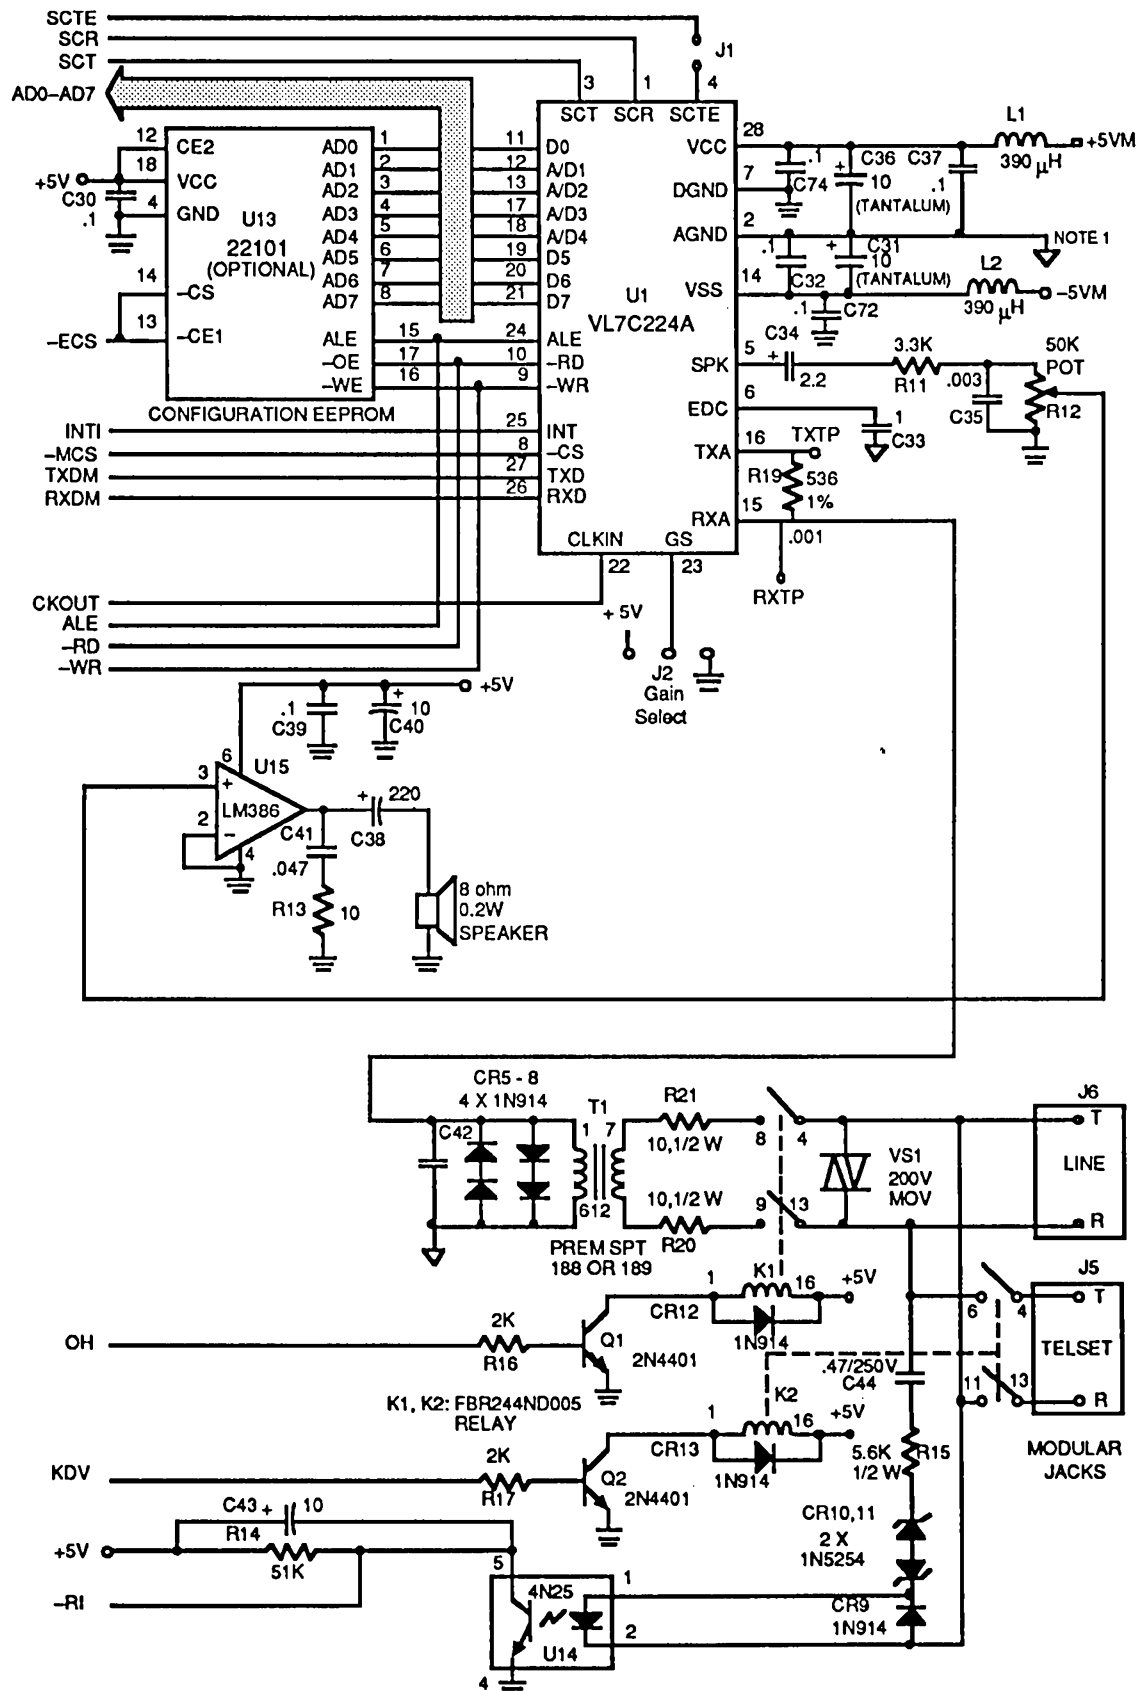 SCTE
SCR
SCT
AD0–AD7
J1
3
1
4
SCT
SCR
SCTE
12
CE2
18
VCC
+5V
C30
.1
4
GND
U13
22101
(OPTIONAL)
14
–CS
13
–CE1
–ECS
AD0
1
AD1
2
AD2
3
AD3
4
AD4
5
AD5
6
AD6
7
AD7
8
ALE
15
–OE
17
–WE
16
CONFIGURATION EEPROM
11
D0
12
A/D1
13
A/D2
17
A/D3
18
A/D4
19
D5
20
D6
21
D7
24
ALE
10
–RD
9
–WR
U1
VL7C224A
INTI
25
INT
–MCS
8
–CS
TXDM
27
TXD
RXDM
26
RXD
CLKIN
GS
22
23
CKOUT
ALE
–RD
–WR
+ 5V
J2
Gain
Select
VCC
28
DGND
7
AGND
2
VSS
14
SPK
5
EDC
6
TXA
16
RXA
15
.1
C74
C36
+
10
(TANTALUM)
C37
.1
L1
390 µH
+5VM
NOTE 1
.1
C32
+
C31
10
(TANTALUM)
.1
C72
L2
390 µH
–5VM
C34
+
2.2
3.3K
R11
.003
C35
50K
POT
R12
1
C33
TXTP
R19
536
1%
.001
RXTP
+5V
.1
C39
+
10
C40
6
U15
3
+
LM386
2
–
4
C41
.047
R13
10
+
220
C38
8 ohm
0.2W
SPEAKER
CR5 - 8
4 X 1N914
C42
T1
1
7
6
12
PREM SPT
188 OR 189
R21
10,1/2 W
10,1/2 W
R20
8
4
9
13
VS1
200V
MOV
J6
T
LINE
R
J5
T
TELSET
R
6
4
11
13
MODULAR
JACKS
1
K1
16
+5V
CR12
1N914
OH
2K
R16
Q1
2N4401
K1, K2: FBR244ND005
RELAY
K2
1
16
+5V
CR13
1N914
KDV
2K
R17
Q2
2N4401
.47/250V
C44
5.6K
1/2 W
R15
CR10,11
2 X
1N5254
CR9
1N914
C43
+
10
R14
51K
+5V
–RI
5
4N25
1
2
U14
4